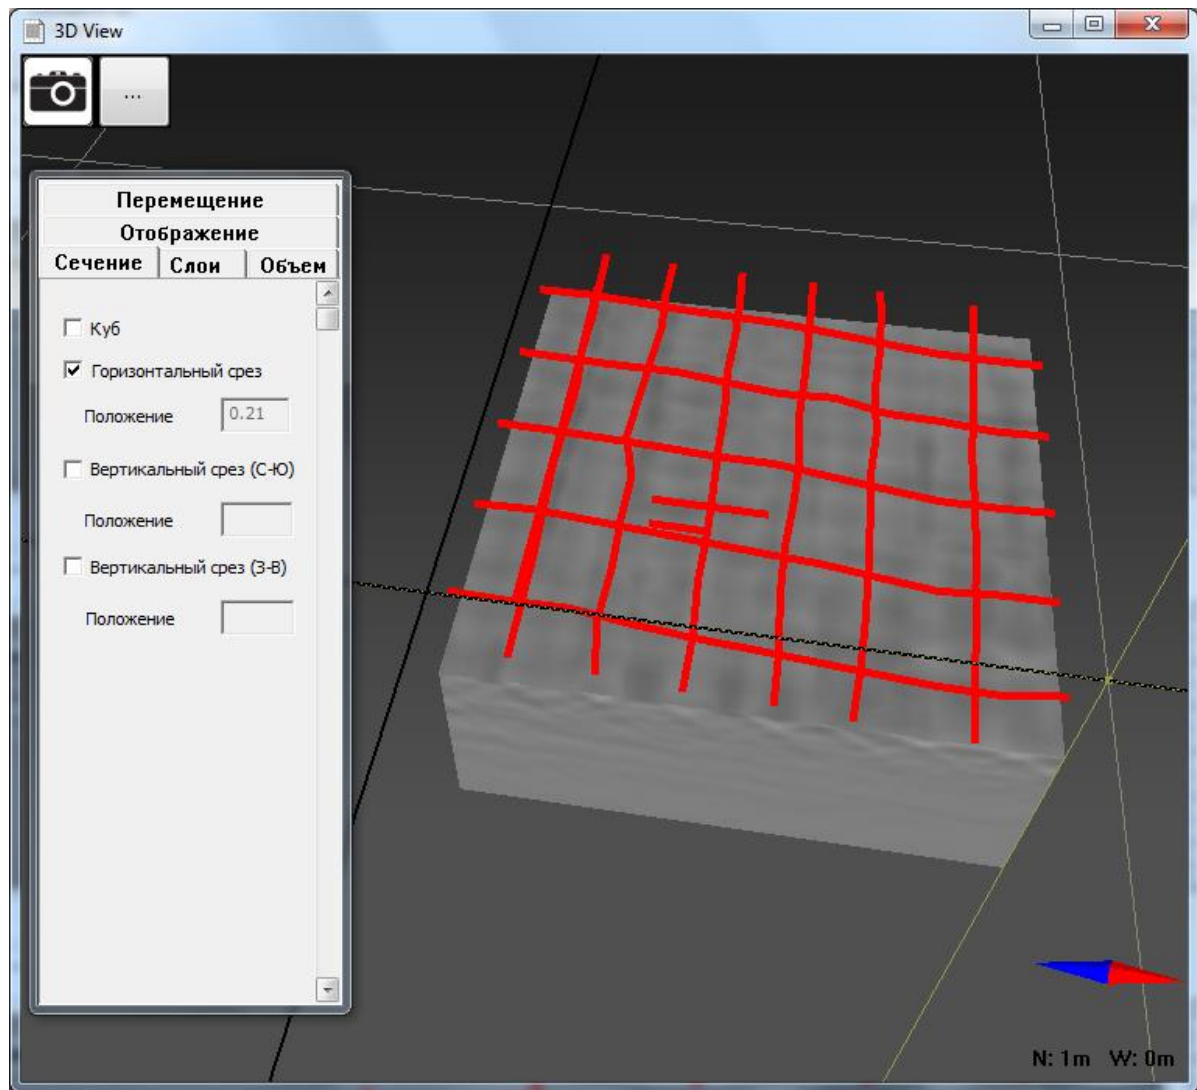 3D View
...
Перемещение
Отображение
Сечение Слои Объем
Куб
Горизонтальный срез
Положение 0.21
Вертикальный срез (С-Ю)
Положение
Вертикальный срез (З-В)
Положение
N: 1m W: 0m